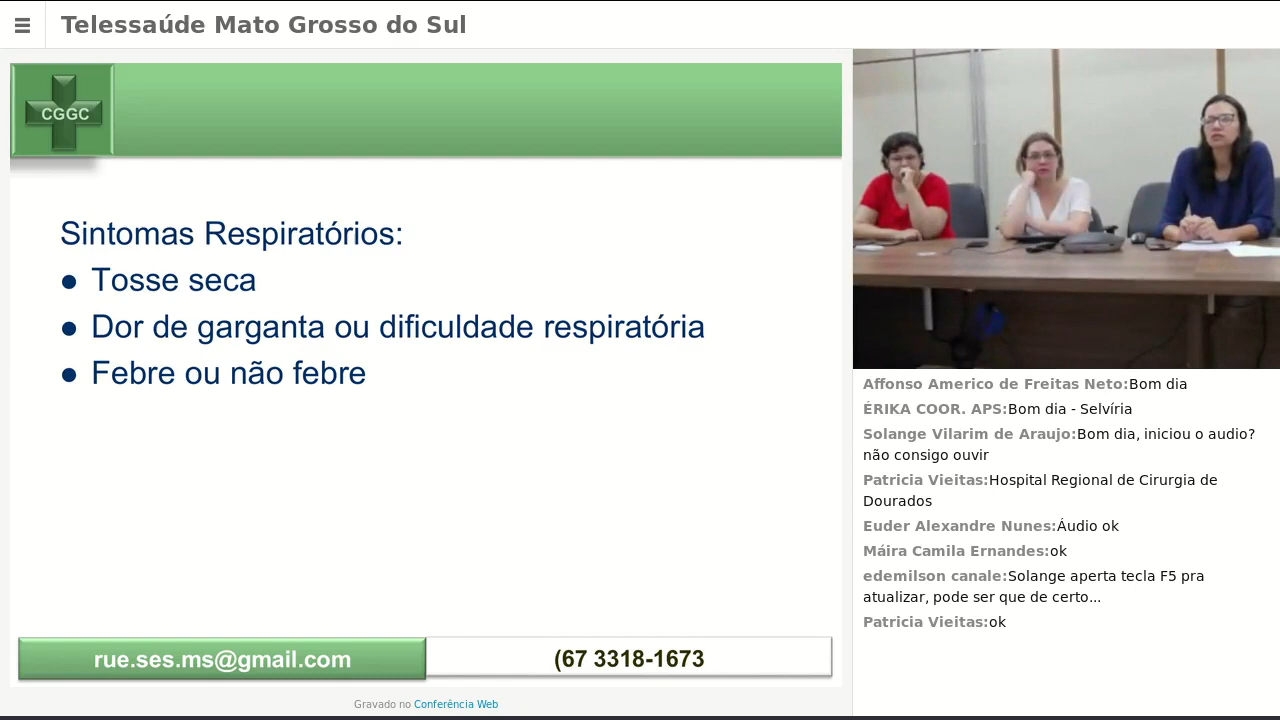 Telessaúde Mato Grosso do Sul
CGGC
Sintomas Respiratórios:
● Tosse seca
● Dor de garganta ou dificuldade respiratória
● Febre ou não febre
rue.ses.ms@gmail.com
(67 3318-1673
Gravado no Conferência Web
Affonso Americo de Freitas Neto:Bom dia
ÉRIKA COOR. APS:Bom dia - Selvíria
Solange Vilarim de Araujo:Bom dia, iniciou o audio?
não consigo ouvir
Patricia Vieitas:Hospital Regional de Cirurgia de
Dourados
Euder Alexandre Nunes:Áudio ok
Máira Camila Ernandes:ok
edemilson canale:Solange aperta tecla F5 pra
atualizar, pode ser que de certo...
Patricia Vieitas:ok